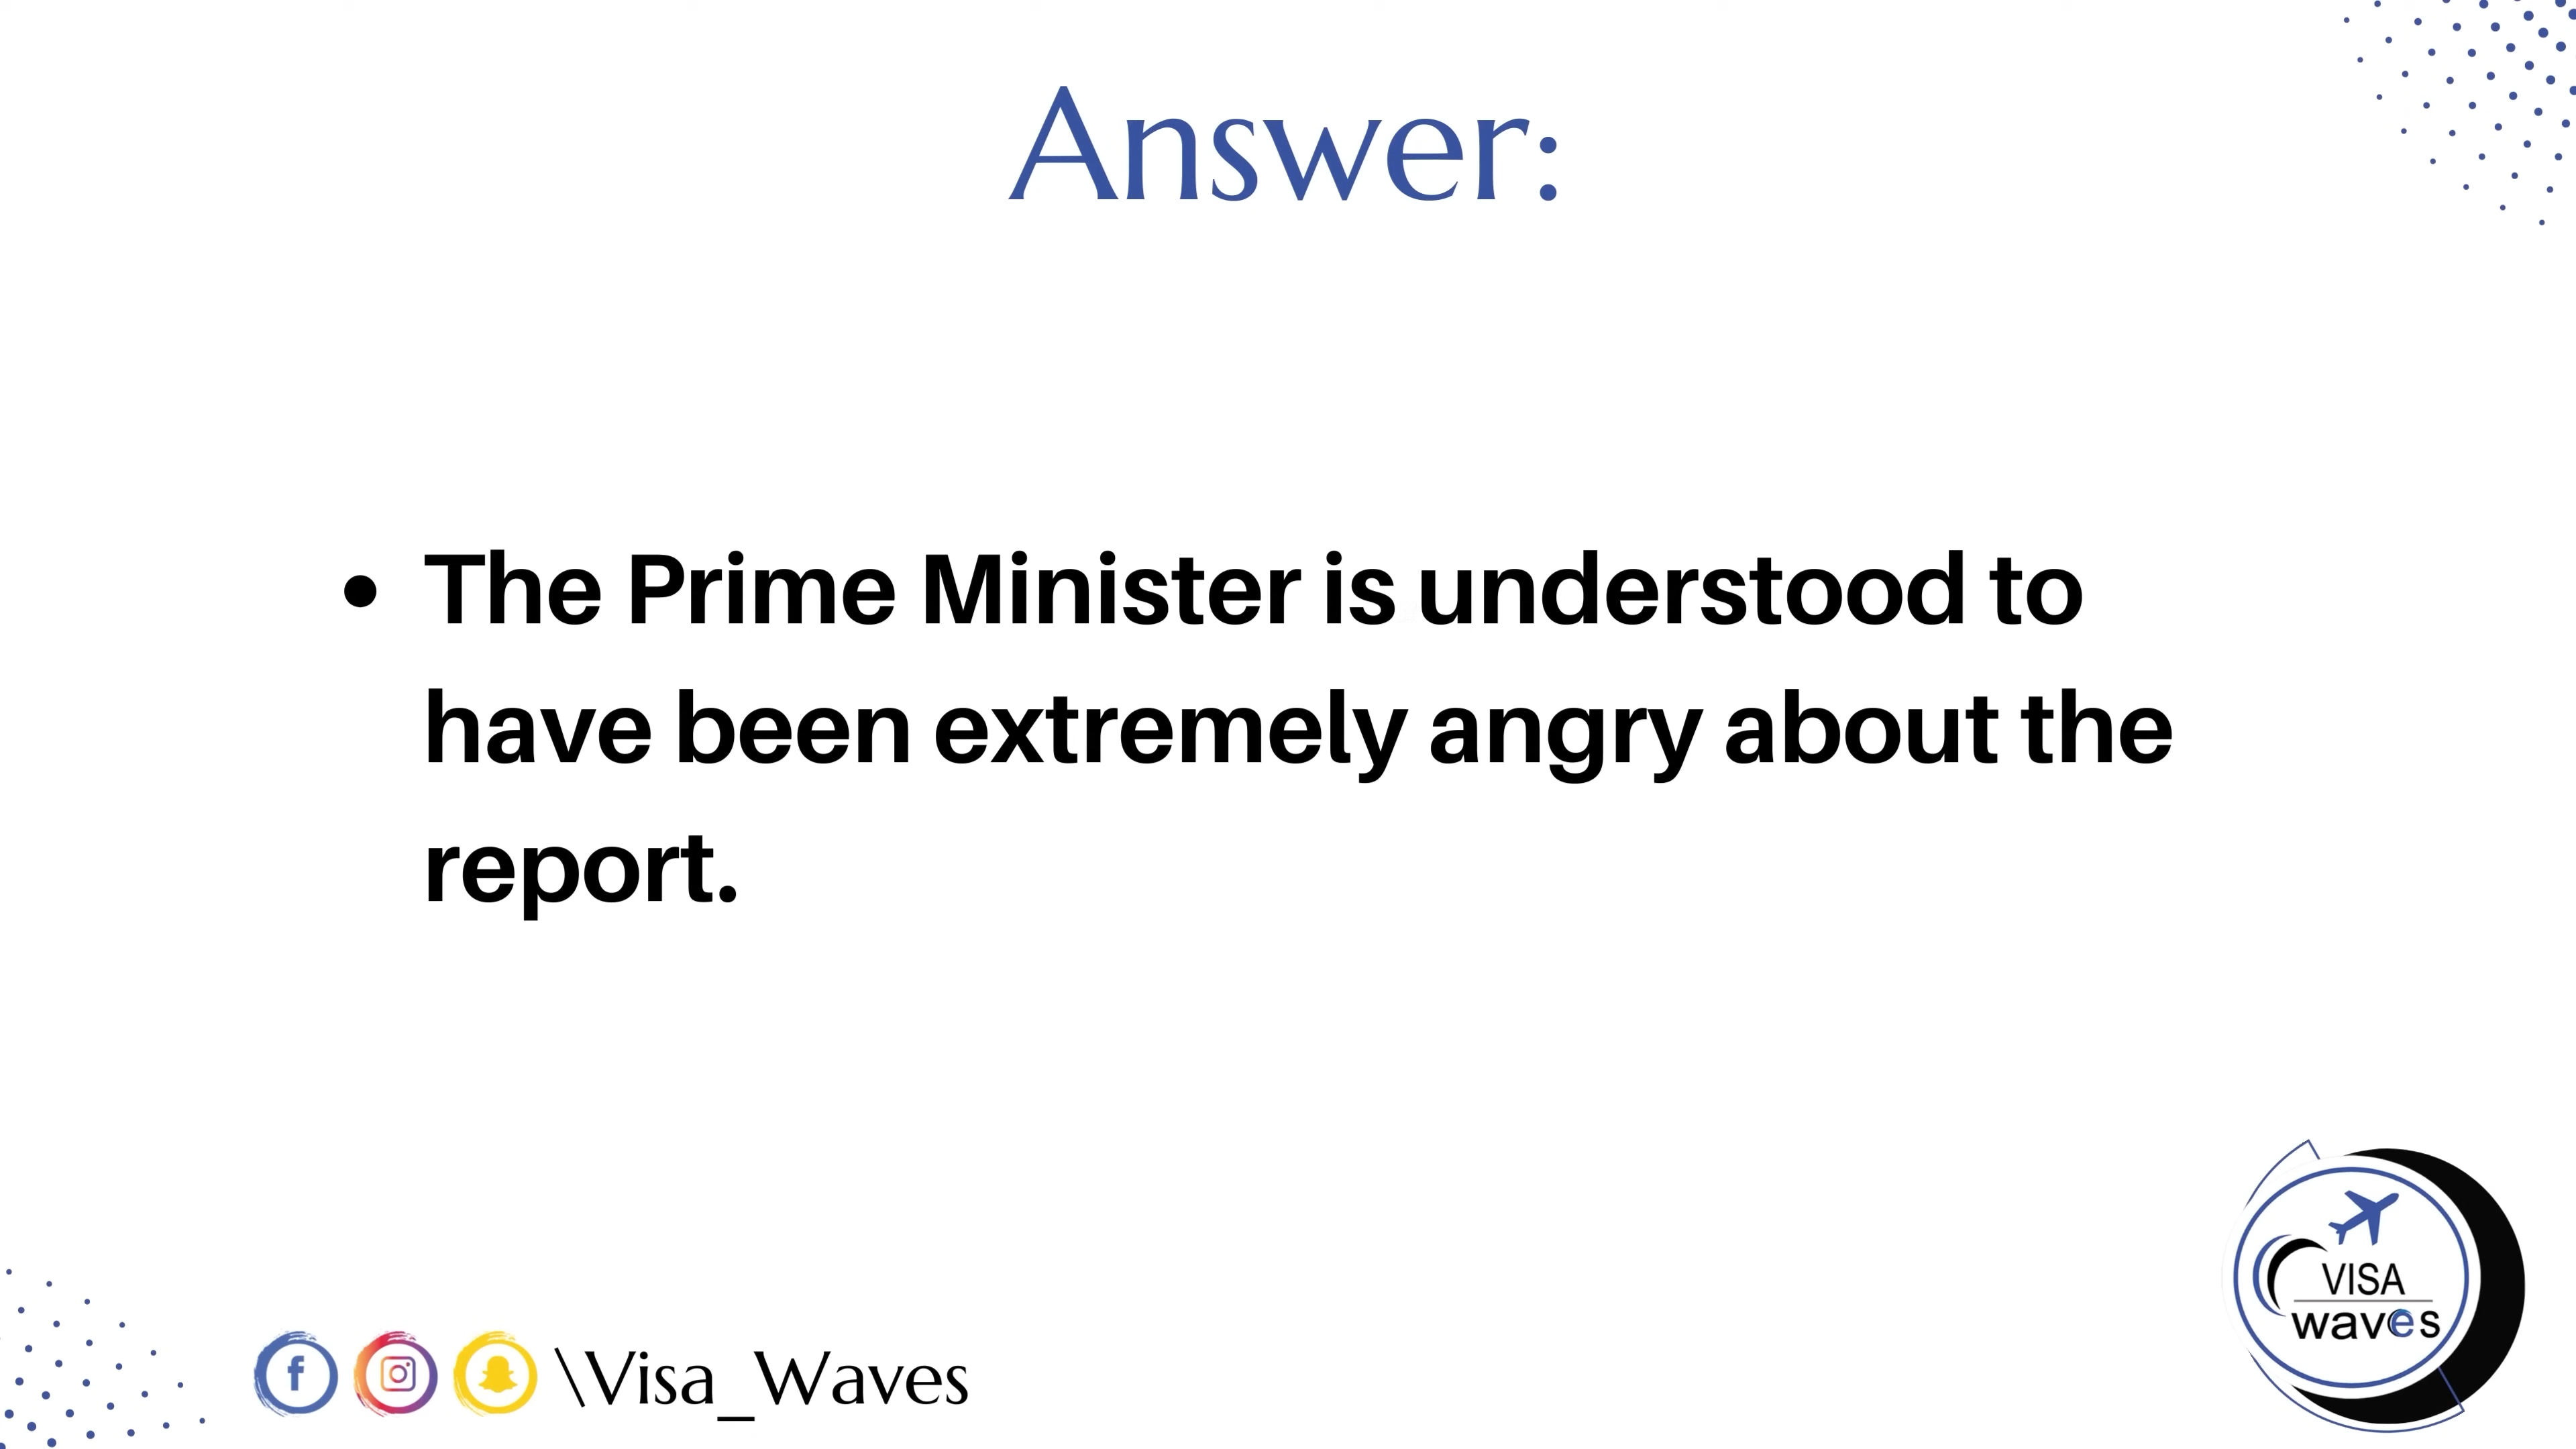 Answer:
• The Prime Minister is understood to
have been extremely angry about the
report.
\Visa_Waves
VISA
waves